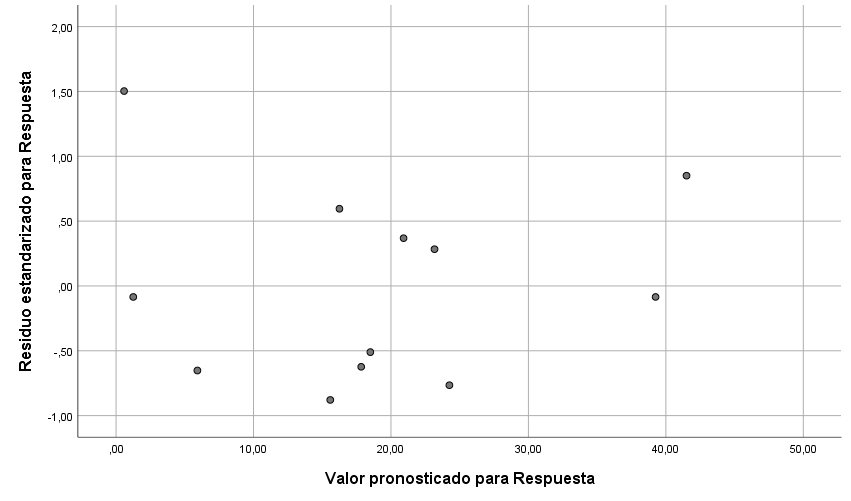 Residuo estandarizado para Respuesta
2,00
1,50
1,00
,50
,00
-,50
-1,00
,00 10,00 20,00 30,00 40,00 50,00
Valor pronosticado para Respuesta